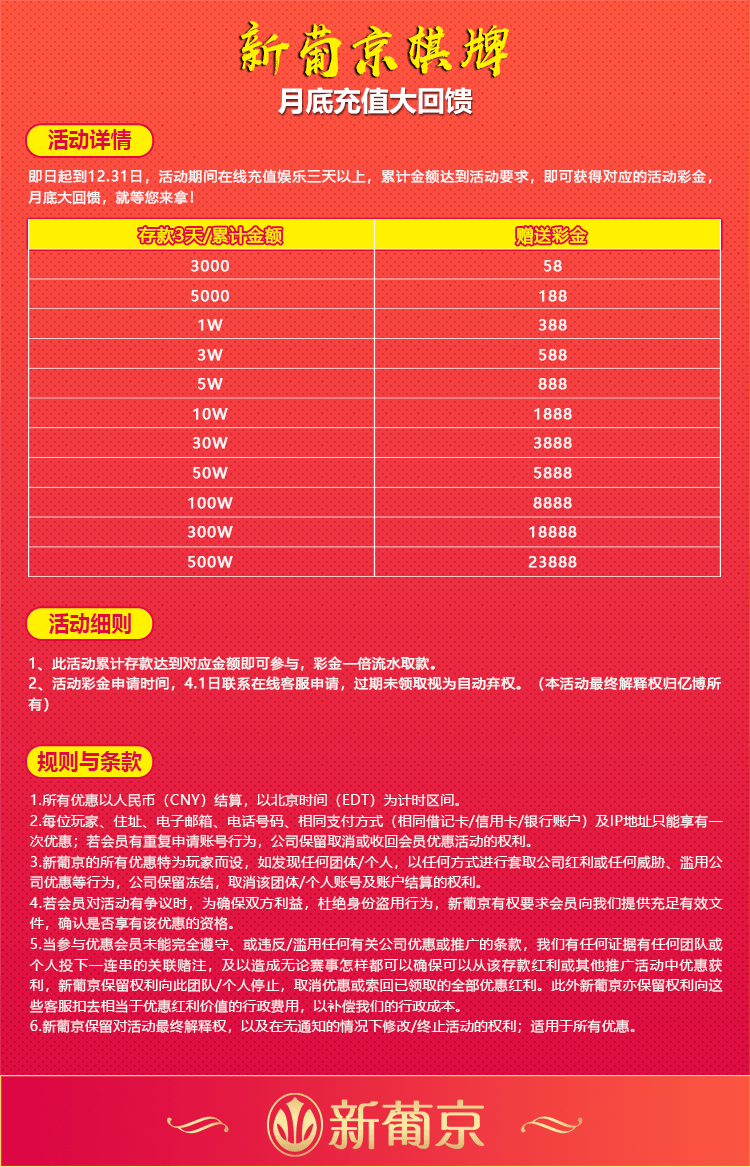 新葡京棋牌
月底充值大回馈
活动详情
即日起到12.31日，活动期间在线充值娱乐三天以上，累计金额达到活动要求，即可获得对应的活动彩金，
月底大回馈，就等您来拿！
存款3天/累计金额 赠送彩金
3000 58
5000 188
1W 388
3W 588
5W 888
10W 1888
30W 3888
50W 5888
100W 8888
300W 18888
500W 23888
活动细则
1、此活动累计存款达到对应金额即可参与，彩金一倍流水取款。
2、活动彩金申请时间，4.1日联系在线客服申请，过期未领取视为自动弃权。（本活动最终解释权归亿博所
有）
规则与条款
1.所有优惠以人民币（CNY）结算，以北京时间（EDT）为计时区间。
2.每位玩家、住址、电子邮箱、电话号码、相同支付方式（相同借记卡/信用卡/银行账户）及IP地址只能享有一
次优惠；若会员有重复申请账号行为，公司保留取消或收回会员优惠活动的权利。
3.新葡京的所有优惠特为玩家而设，如发现任何团体/个人，以任何方式进行套取公司红利或任何威胁、滥用公
司优惠等行为，公司保留冻结，取消该团体/个人账号及账户结算的权利。
4.若会员对活动有争议时，为确保双方利益，杜绝身份盗用行为，新葡京有权要求会员向我们提供充足有效文
件，确认是否享有该优惠的资格。
5.当参与优惠会员未能完全遵守、或违反/滥用任何有关公司优惠或推广的条款，我们有任何证据有任何团队或
个人投下一连串的关联赌注，及以造成无论赛事怎样都可以确保可以从该存款红利或其他推广活动中优惠获
利，新葡京保留权利向此团队/个人停止，取消优惠或索回已领取的全部优惠红利。此外新葡京亦保留权利向这
些客服扣去相当于优惠红利价值的行政费用，以补偿我们的行政成本。
6.新葡京保留对活动最终解释权，以及在无通知的情况下修改/终止活动的权利；适用于所有优惠。
新葡京